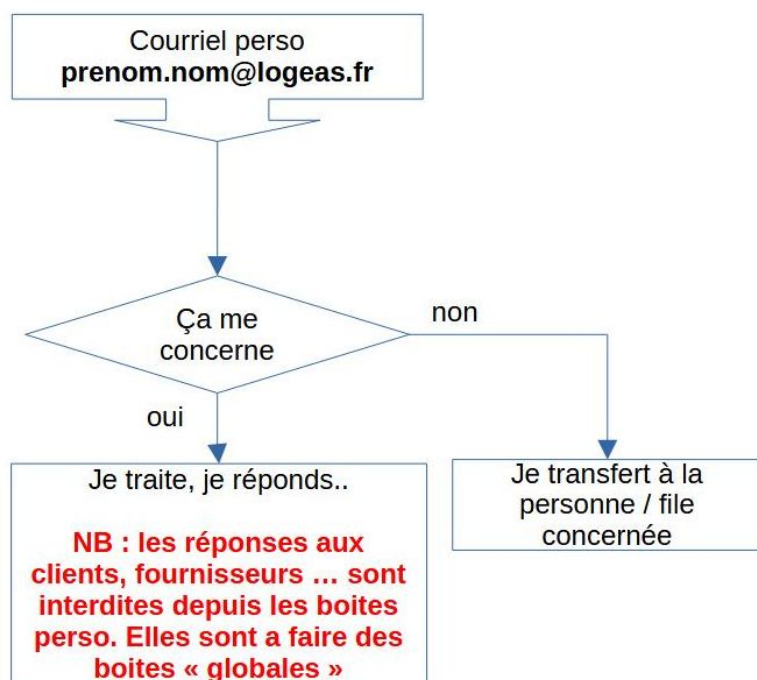 Courriel perso
prenom.nom@logeas.fr
Ça me
concerne
non
oui
Je traite, je réponds..
NB : les réponses aux
clients, fournisseurs … sont
interdites depuis les boites
perso. Elles sont a faire des
boites « globales »
Je transfert à la
personne / file
concernée